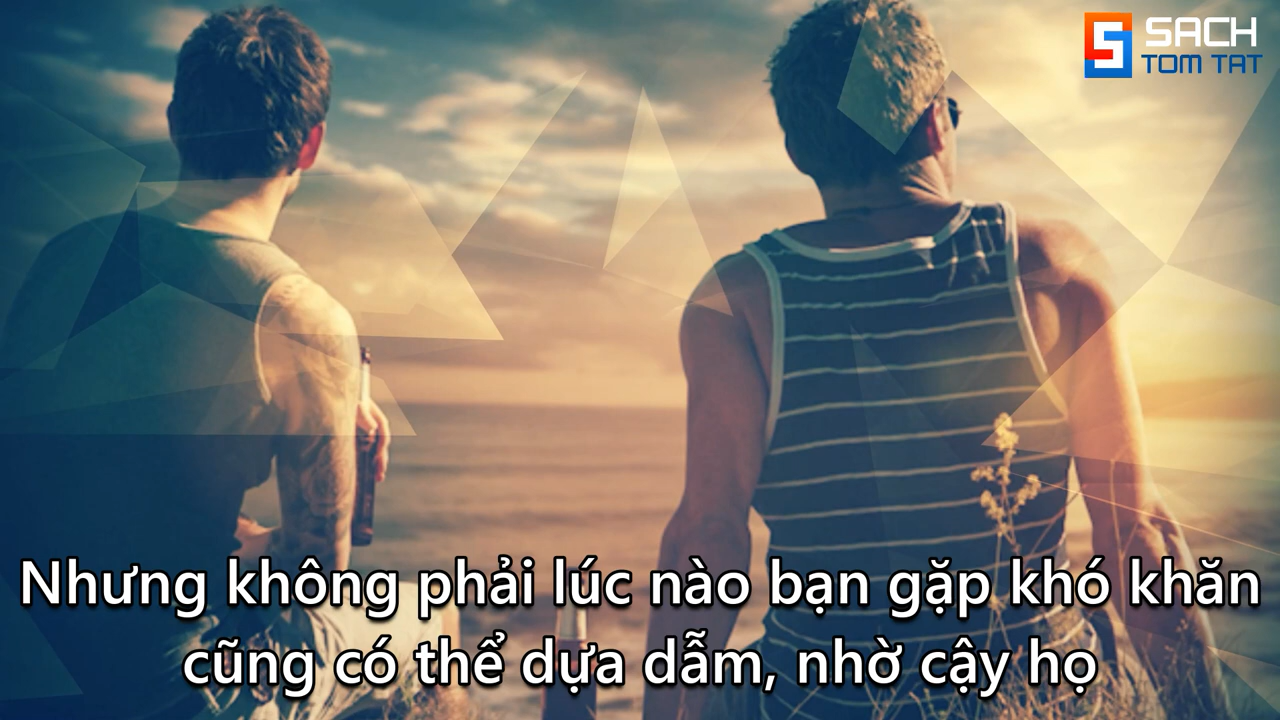 SACH
TOM TAT
Nhưng không phải lúc nào bạn gặp khó khăn
cũng có thể dựa dẫm, nhờ cậy họ